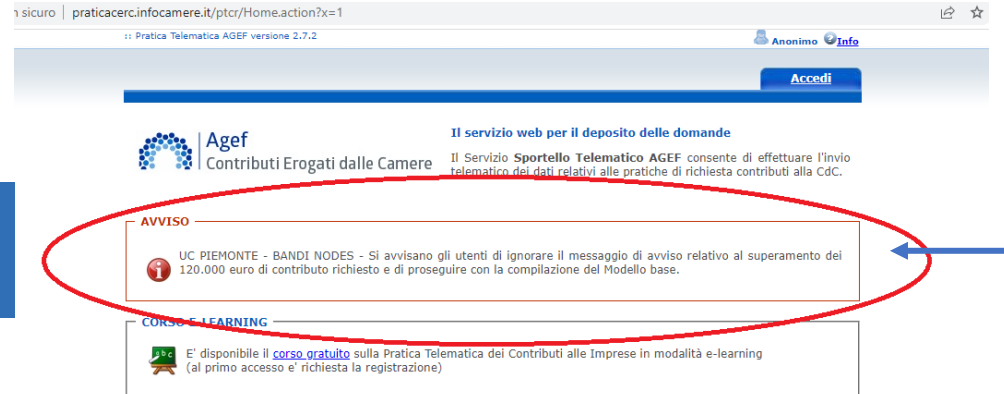 n sicuro | praticacerc.infocamere.it/ptcr/Home.action?x=1
:: Pratica Telematica AGEF versione 2.7.2
Anonimo Info
Accedi
Agef
Contributi Erogati dalle Camere
Il servizio web per il deposito delle domande
Il Servizio Sportello Telematico AGEF consente di effettuare l'invio
telematico dei dati relativi alle pratiche di richiesta contributi alla CdC.
AVVISO
UC PIEMONTE - BANDI NODES - Si avvisano gli utenti di ignorare il messaggio di avviso relativo al superamento dei
120.000 euro di contributo richiesto e di proseguire con la compilazione del Modello base.
CORSO E-LEARNING
abc
E' disponibile il corso gratuito sulla Pratica Telematica dei Contributi alle Imprese in modalità e-learning
(al primo accesso e' richiesta la registrazione)